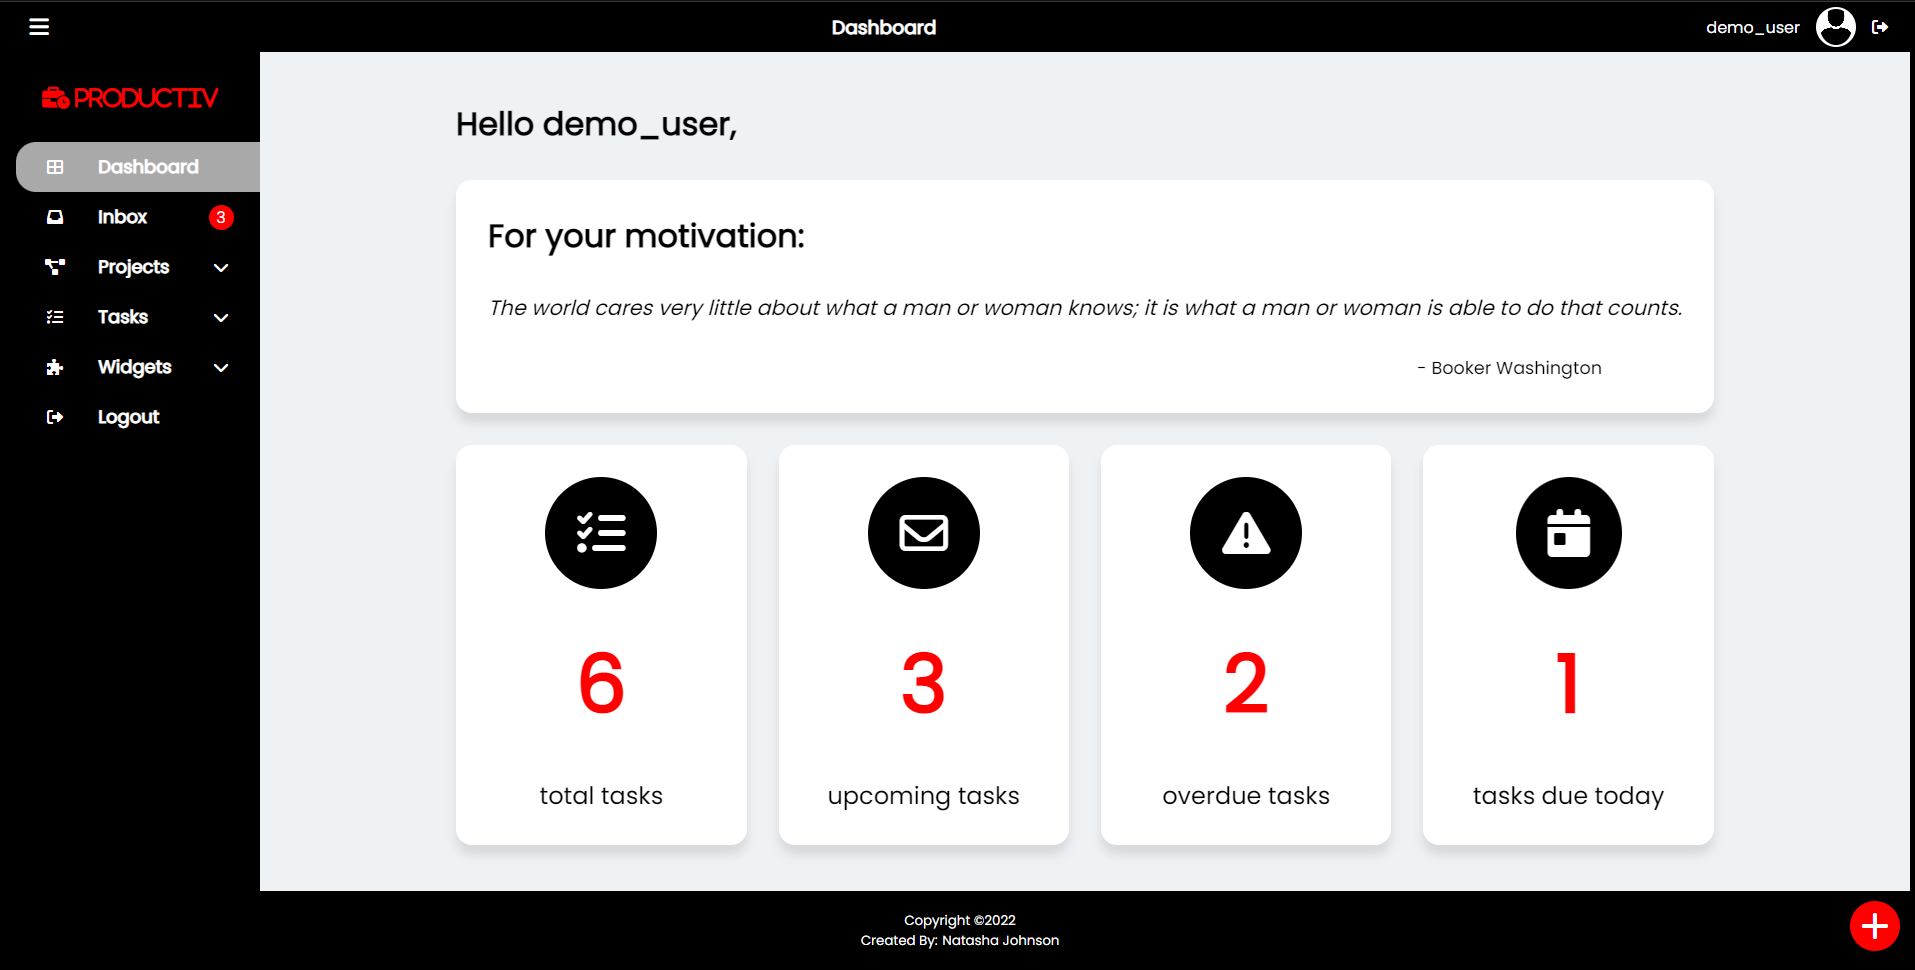 Dashboard
demo_user
PRODUCTIV
Dashboard
Inbox 3
Projects
Tasks
Widgets
Logout
Hello demo_user,
For your motivation:
The world cares very little about what a man or woman knows; it is what a man or woman is able to do that counts.
- Booker Washington
6
total tasks
3
upcoming tasks
2
overdue tasks
1
tasks due today
Copyright ©2022
Created By: Natasha Johnson